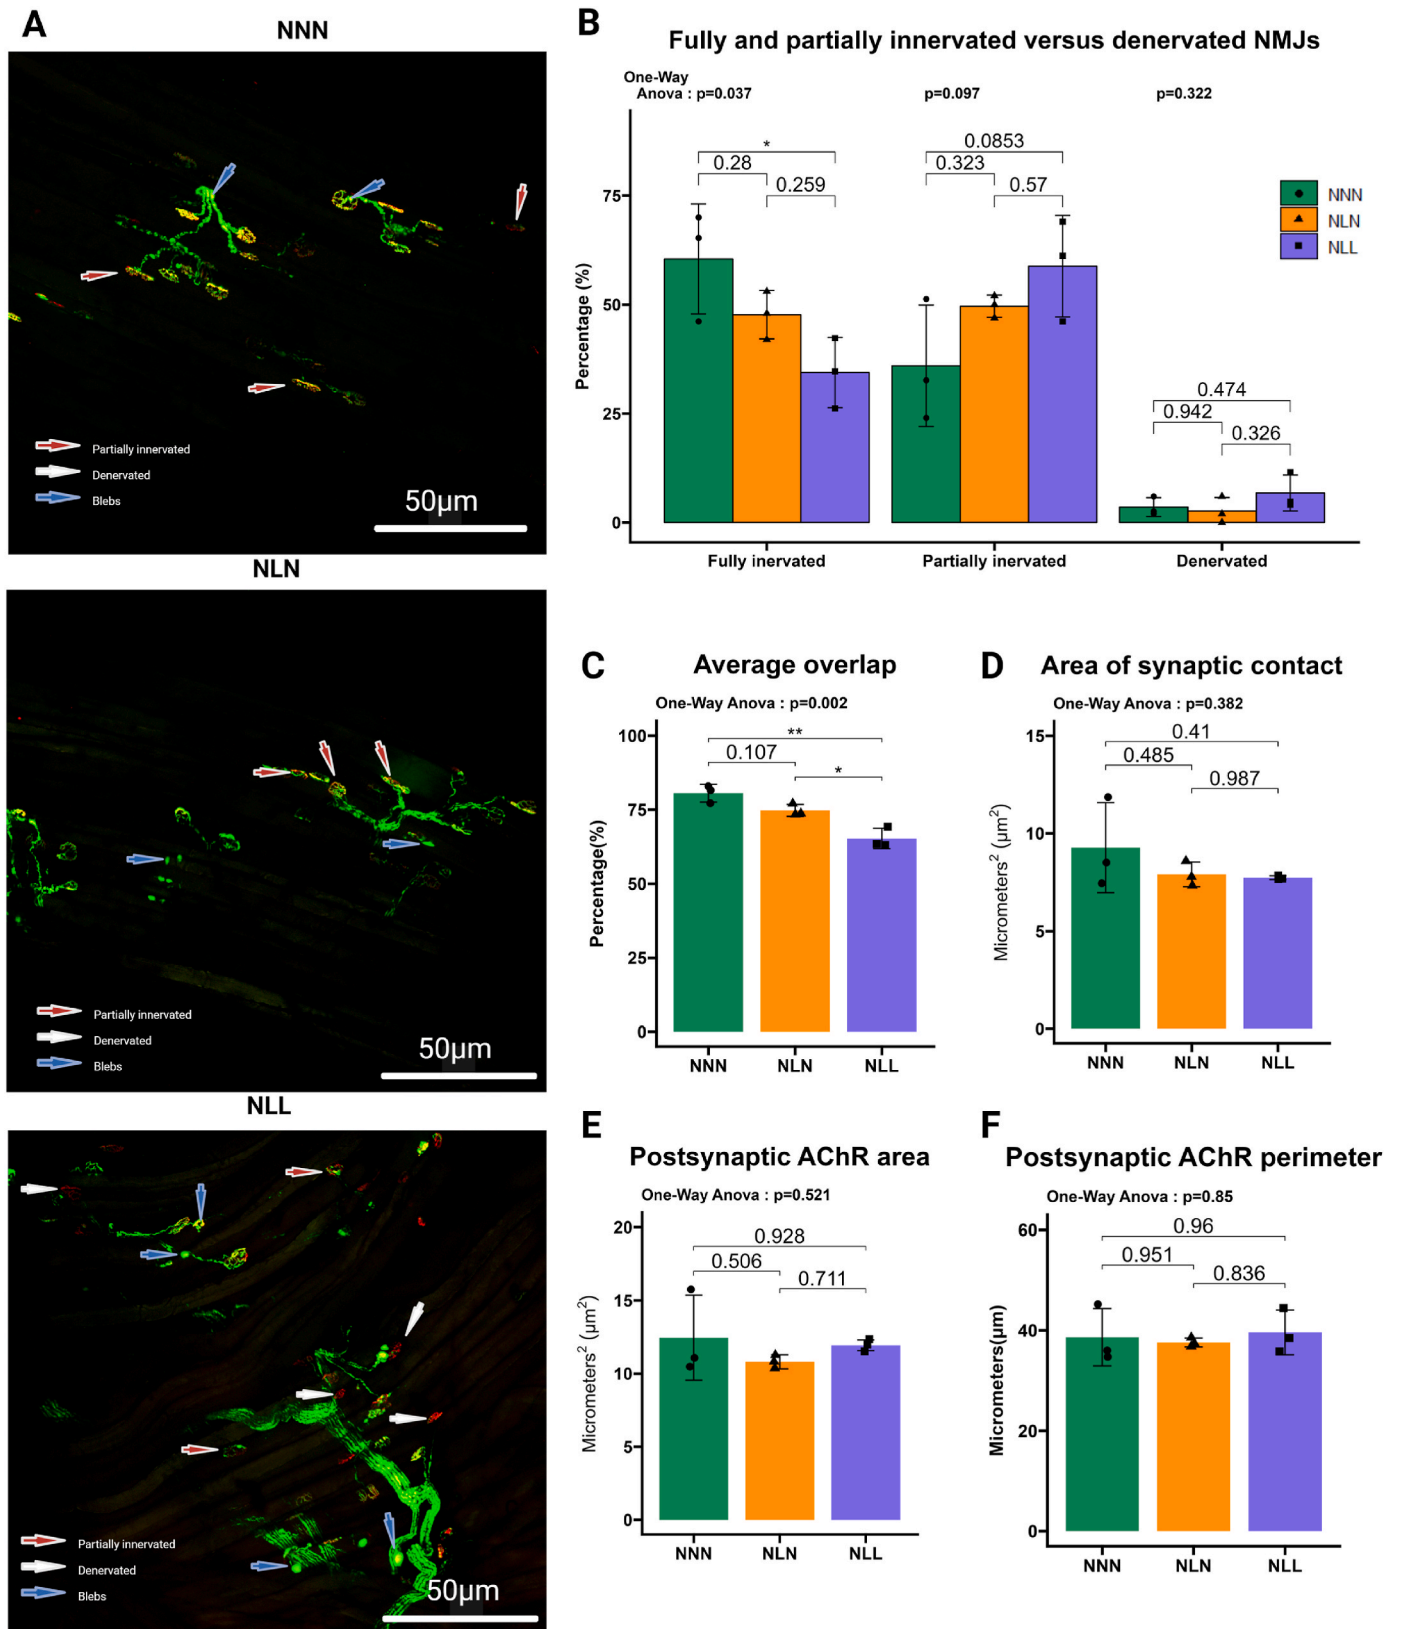 A
NNN
Partially innervated
Denervated
Blebs
50µm
NLN
Partially innervated
Denervated
Blebs
50µm
NLL
Partially innervated
Denervated
Blebs
50µm
B
Fully and partially innervated versus denervated NMJs
One-Way
Anova : p=0.037
p=0.097
p=0.322
*
0.28
0.259
0.0853
0.323
0.57
0.474
0.942
0.326
NNN
NLN
NLL
Percentage (%)
75
50
25
0
Fully inervated
Partially inervated
Denervated
C
Average overlap
One-Way Anova : p=0.002
**
0.107
*
Percentage(%)
100
75
50
25
0
NNN
NLN
NLL
D
Area of synaptic contact
One-Way Anova : p=0.382
0.41
0.485
0.987
Micrometers² (µm²)
15
10
5
0
NNN
NLN
NLL
E
Postsynaptic AChR area
One-Way Anova : p=0.521
0.928
0.506
0.711
Micrometers² (µm²)
20
15
10
5
0
NNN
NLN
NLL
F
Postsynaptic AChR perimeter
One-Way Anova : p=0.85
0.96
0.951
0.836
Micrometers(µm)
60
40
20
0
NNN
NLN
NLL